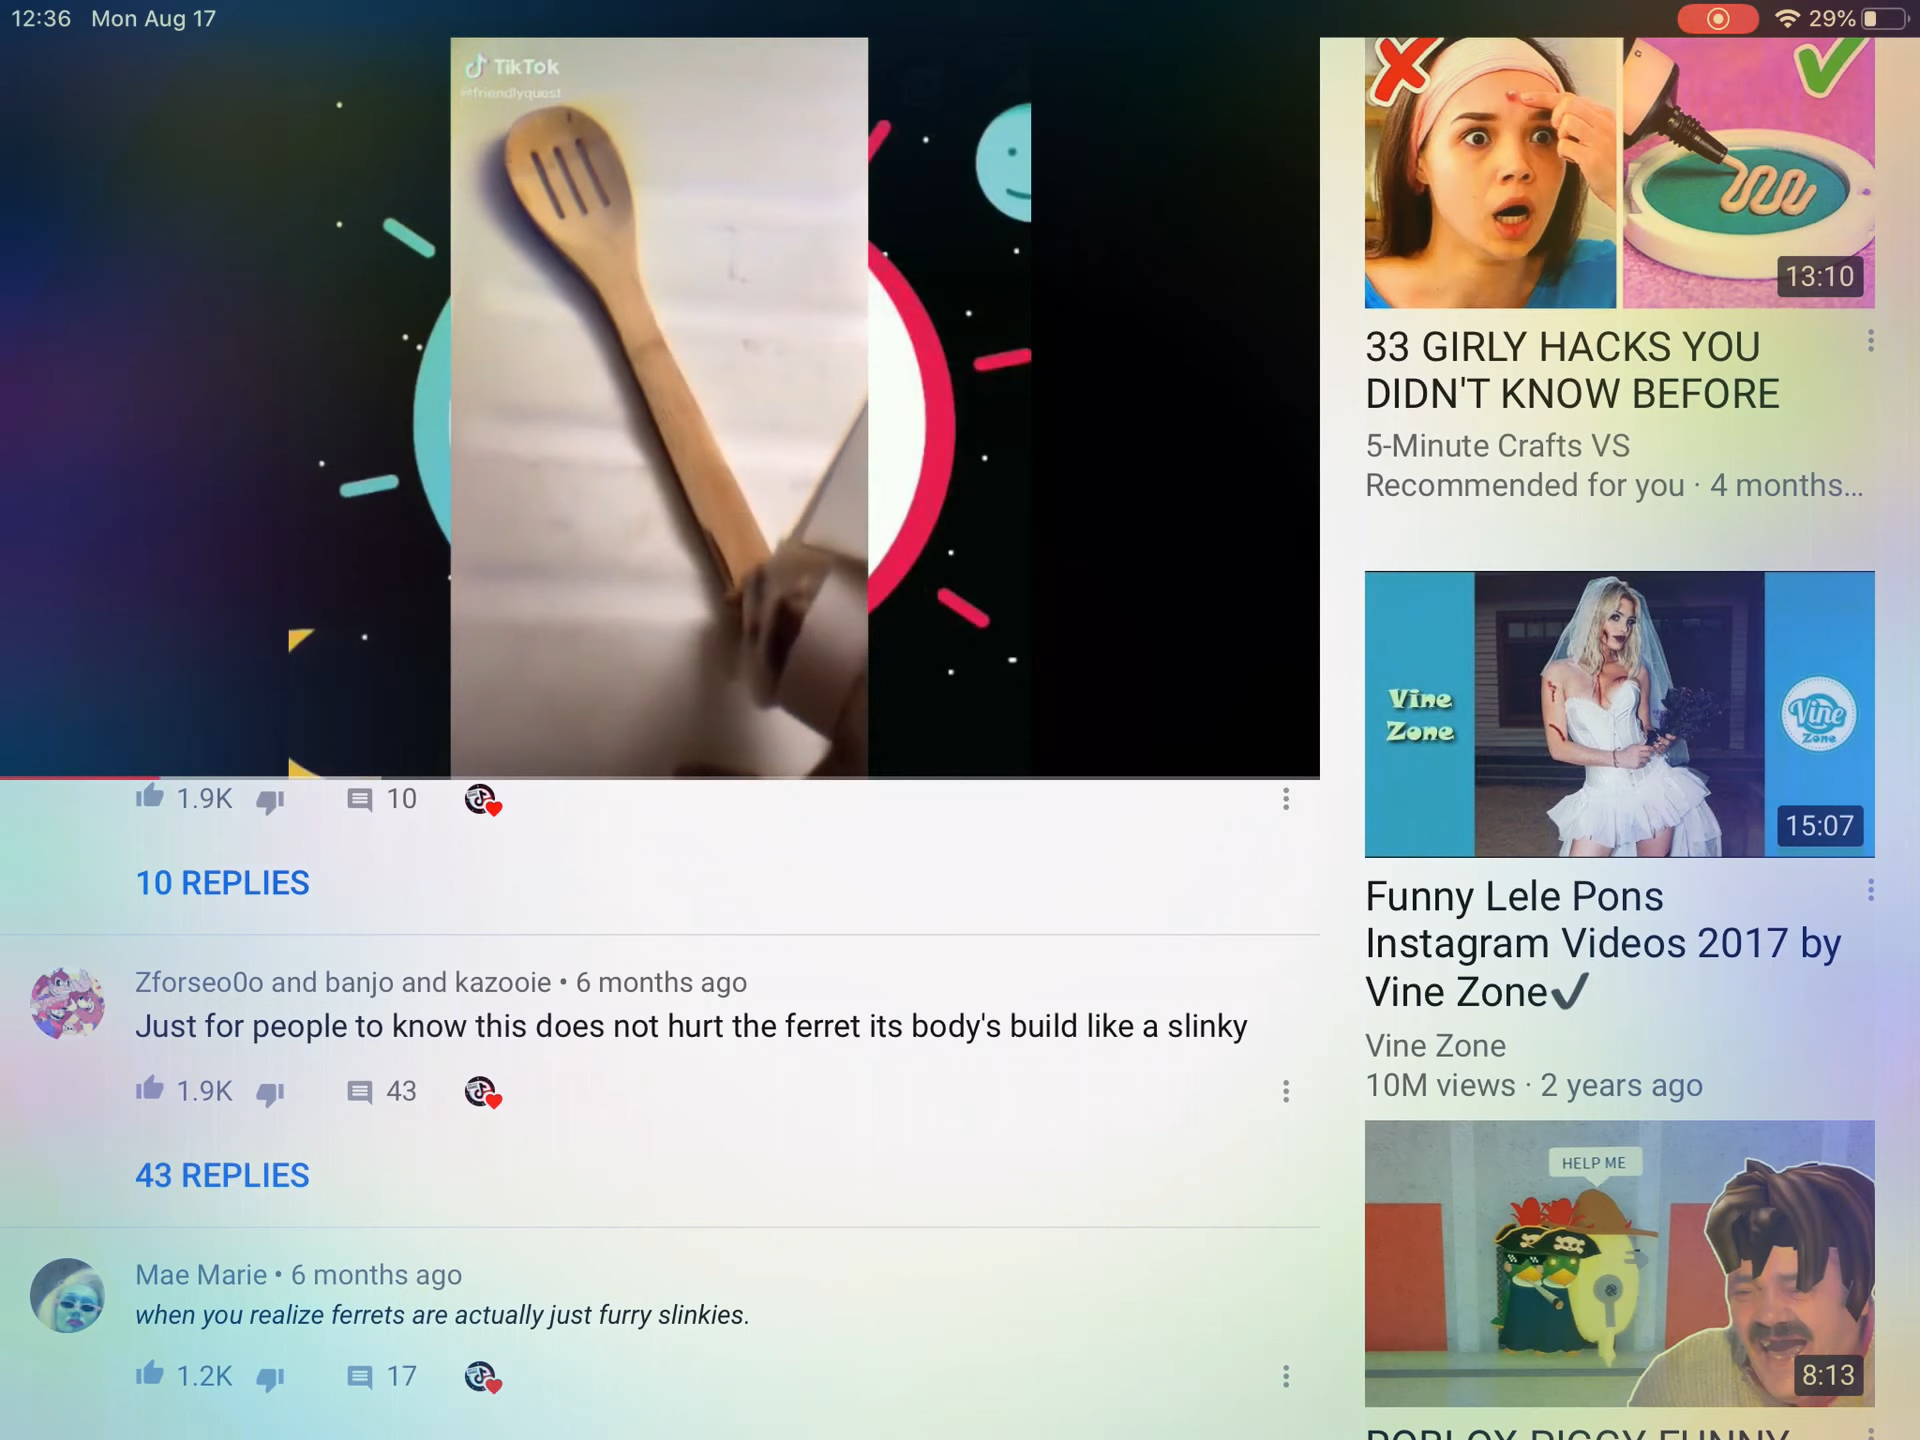 12:36 Mon Aug 17
29%
TikTok
@friendlyquest
13:10
33 GIRLY HACKS YOU
DIDN'T KNOW BEFORE
5-Minute Crafts VS
Recommended for you · 4 months...
Vine
Zone
Vine
Zone
15:07
Funny Lele Pons
Instagram Videos 2017 by
Vine Zone✔
Vine Zone
10M views · 2 years ago
HELP ME
8:13
ROBLOX PIGGY FUNNY
1.9K 10
10 REPLIES
Zforseo0o and banjo and kazooie • 6 months ago
Just for people to know this does not hurt the ferret its body's build like a slinky
1.9K 43
43 REPLIES
Mae Marie • 6 months ago
when you realize ferrets are actually just furry slinkies.
1.2K 17